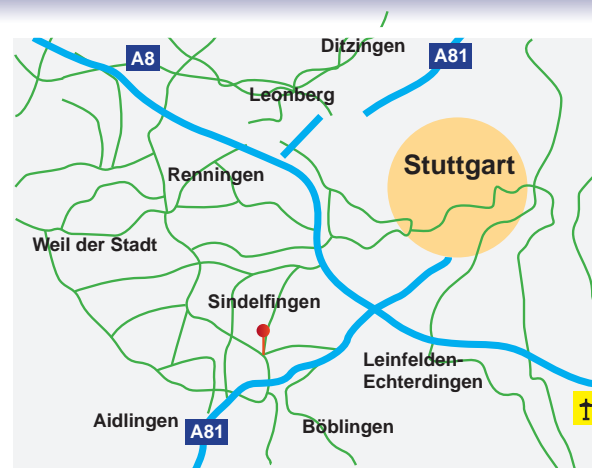 Ditzingen
A8
A81
Leonberg
Stuttgart
Renningen
Weil der Stadt
Sindelfingen
Leinfelden-
Echterdingen
Aidlingen
A81
Böblingen